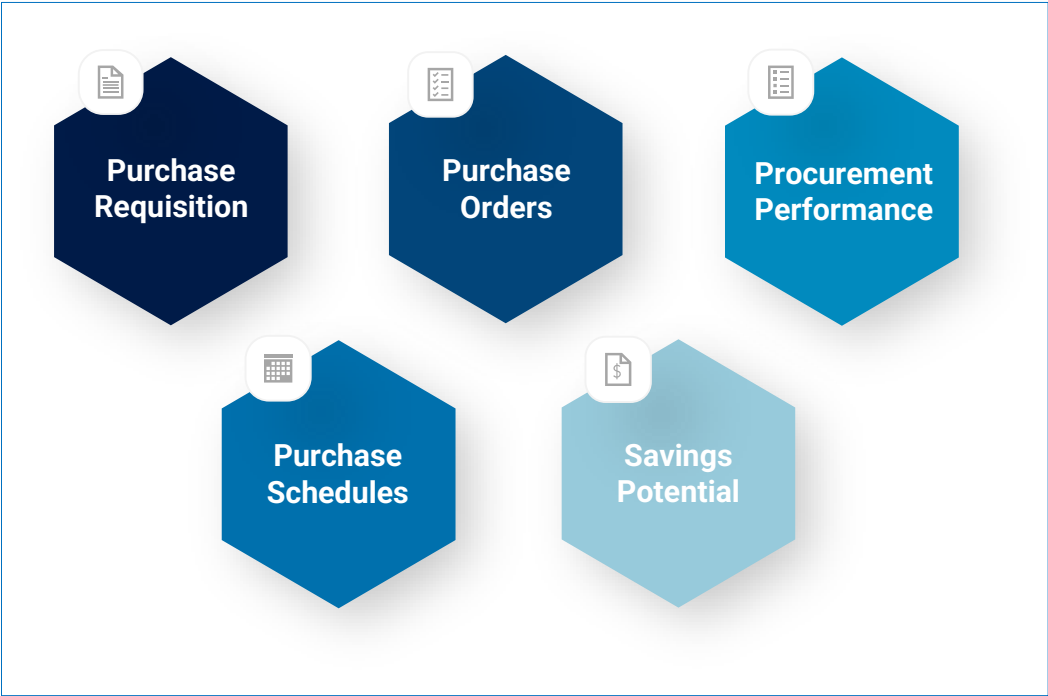 Purchase
Requisition
Purchase
Orders
Procurement
Performance
Purchase
Schedules
$
Savings
Potential